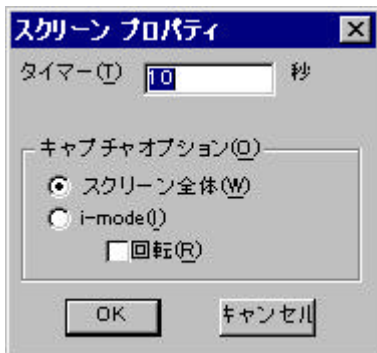 スクリーン プロパティ
タイマー(T) 10 秒
キャプチャオプション(O)
スクリーン全体(W)
i-mode(I)
回転(R)
OK キャンセル